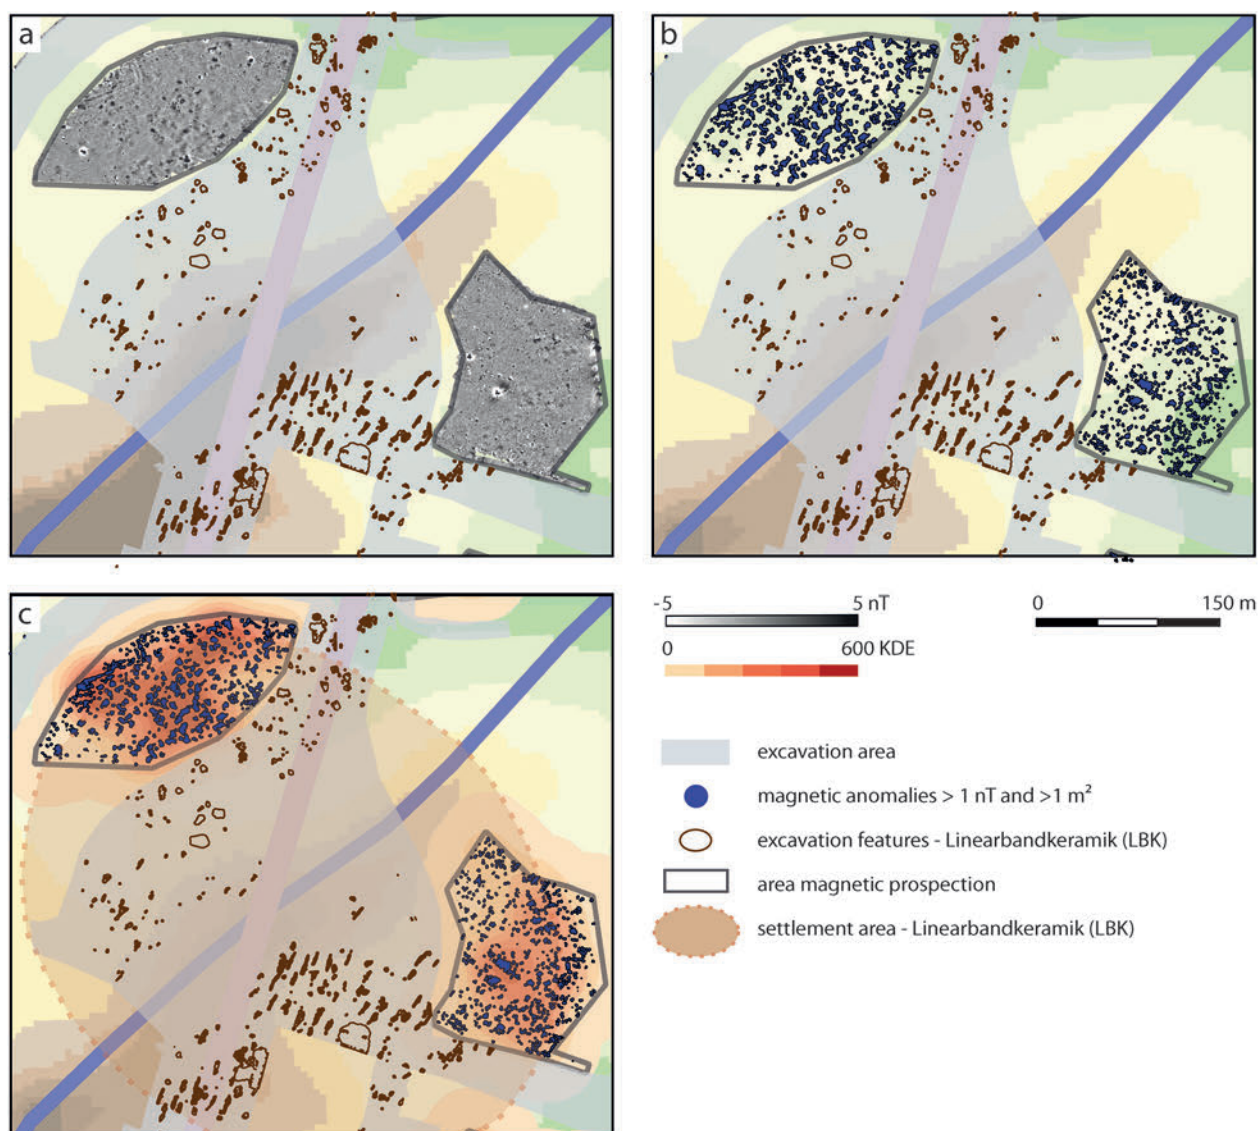 a
b
c
-5 5 nT
0 600 KDE
0 150 m
excavation area
magnetic anomalies > 1 nT and >1 m²
excavation features - Linearbandkeramik (LBK)
area magnetic prospection
settlement area - Linearbandkeramik (LBK)